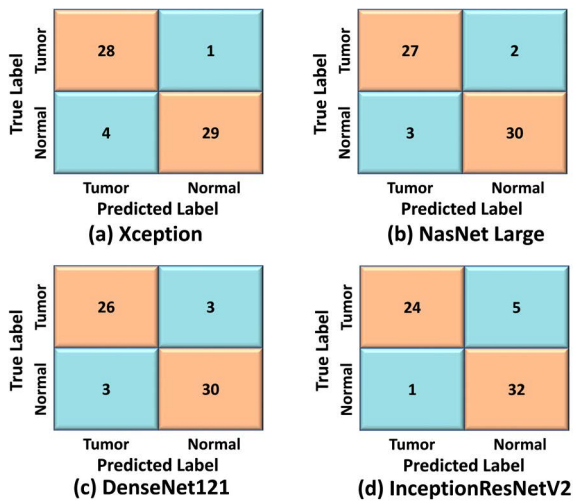 True Label
Tumor
28
1
Normal
4
29
Tumor
Normal
Predicted Label
(a) Xception
True Label
Tumor
27
2
Normal
3
30
Tumor
Normal
Predicted Label
(b) NasNet Large
True Label
Tumor
26
3
Normal
3
30
Tumor
Normal
Predicted Label
(c) DenseNet121
True Label
Tumor
24
5
Normal
1
32
Tumor
Normal
Predicted Label
(d) InceptionResNetV2